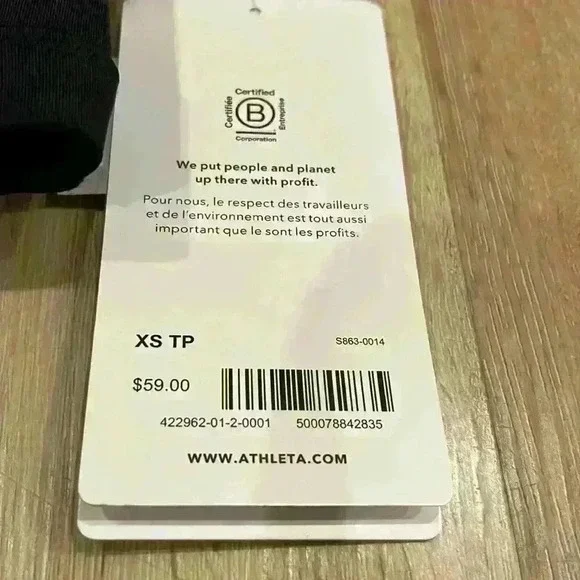 Certified
Certifiée
B
Entreprise
Corporation
We put people and planet
up there with profit.
Pour nous, le respect des travailleurs
et de l'environnement est tout aussi
important que le sont les profits.
XS TP
S863-0014
$59.00
422962-01-2-0001 500078842835
WWW.ATHLETA.COM